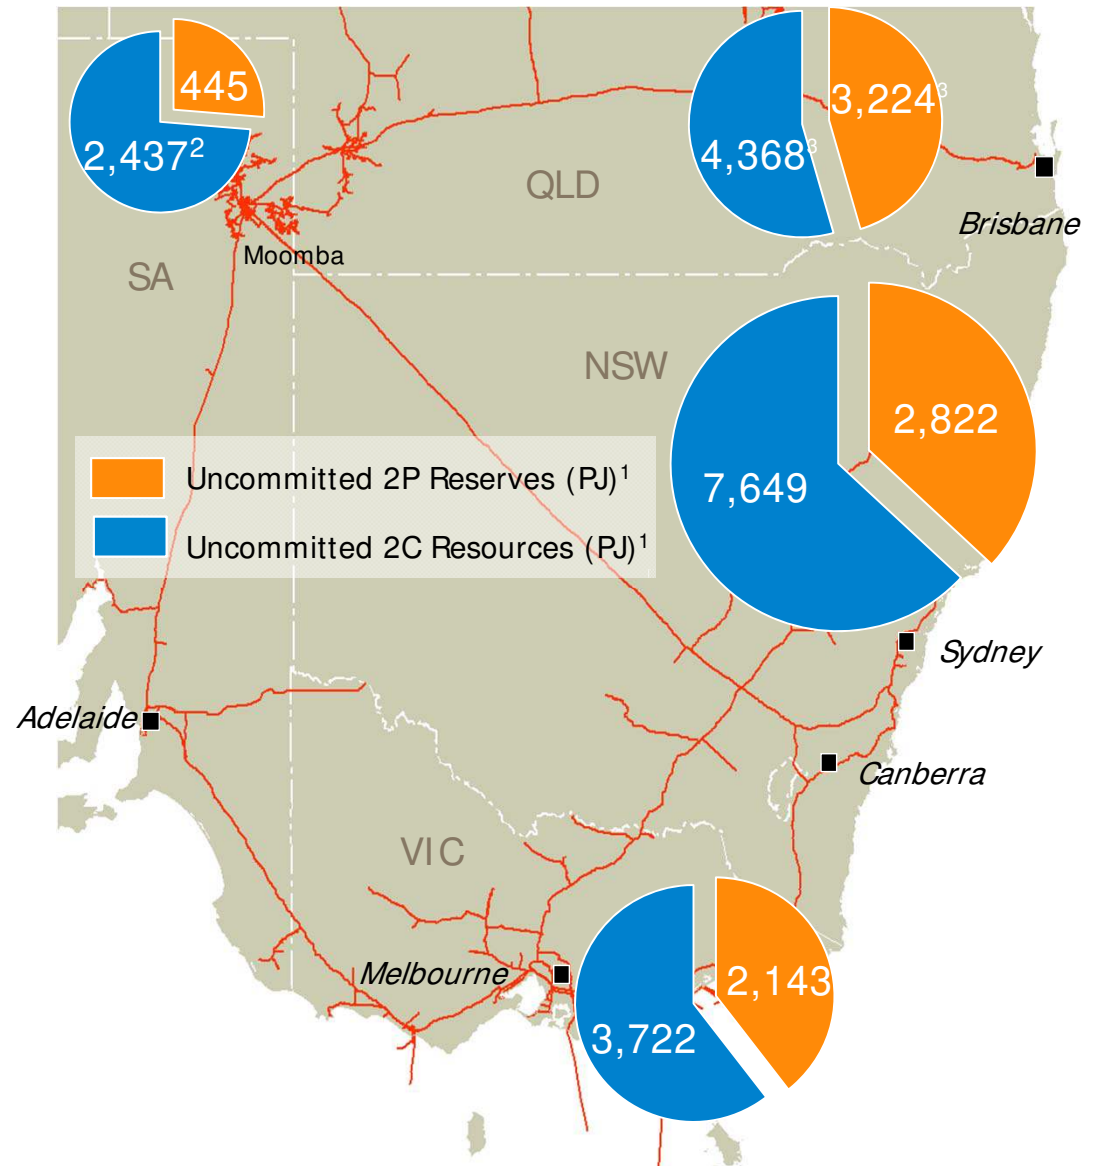 445
3,224³
2,437²
4,368³
QLD
Brisbane
Moomba
SA
NSW
2,822
Uncommitted 2P Reserves (PJ)¹
7,649
Uncommitted 2C Resources (PJ)¹
Sydney
Adelaide
Canberra
VIC
Melbourne
2,143
3,722